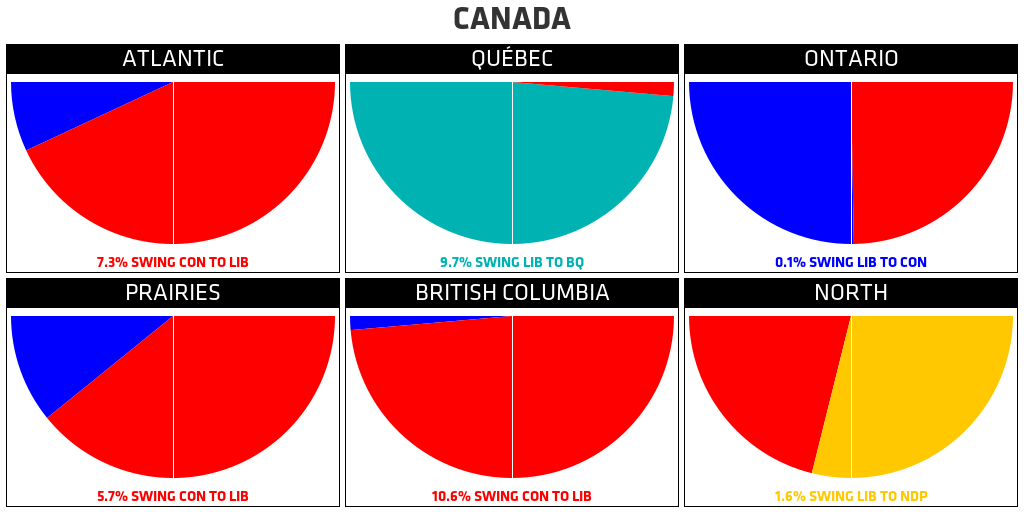 CANADA
ATLANTIC
7.3% SWING CON TO LIB
QUÉBEC
9.7% SWING LIB TO BQ
ONTARIO
0.1% SWING LIB TO CON
PRAIRIES
5.7% SWING CON TO LIB
BRITISH COLUMBIA
10.6% SWING CON TO LIB
NORTH
1.6% SWING LIB TO NDP